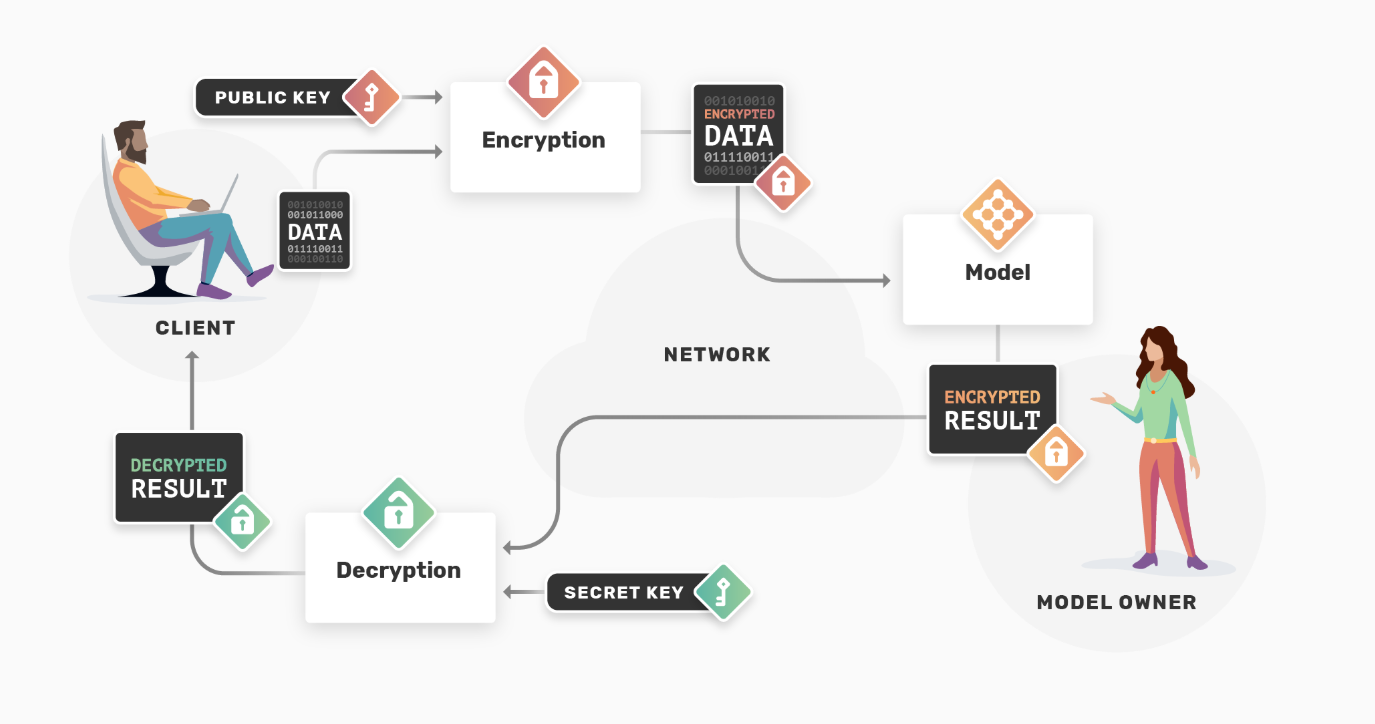 PUBLIC KEY
Encryption
001010010
ENCRYPTED
DATA
011110011
001010010
001011000
DATA
011110011
000100110
Model
CLIENT
NETWORK
ENCRYPTED
RESULT
DECRYPTED
RESULT
Decryption
SECRET KEY
MODEL OWNER